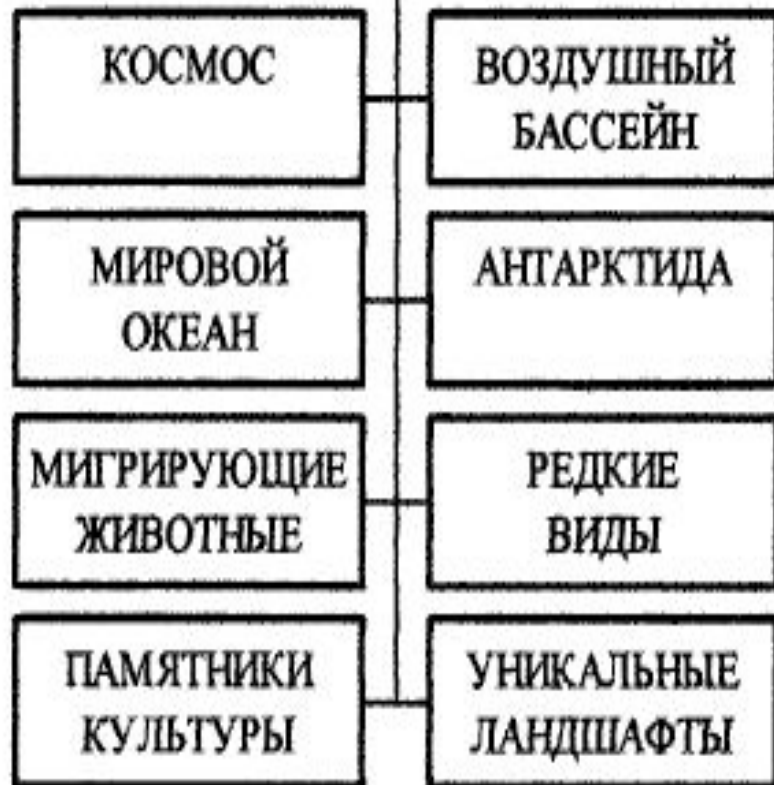 КОСМОС
ВОЗДУШНЫЙ
БАССЕЙН
МИРОВОЙ
ОКЕАН
АНТАРКТИДА
МИГРИРУЮЩИЕ
ЖИВОТНЫЕ
РЕДКИЕ
ВИДЫ
ПАМЯТНИКИ
КУЛЬТУРЫ
УНИКАЛЬНЫЕ
ЛАНДШАФТЫ